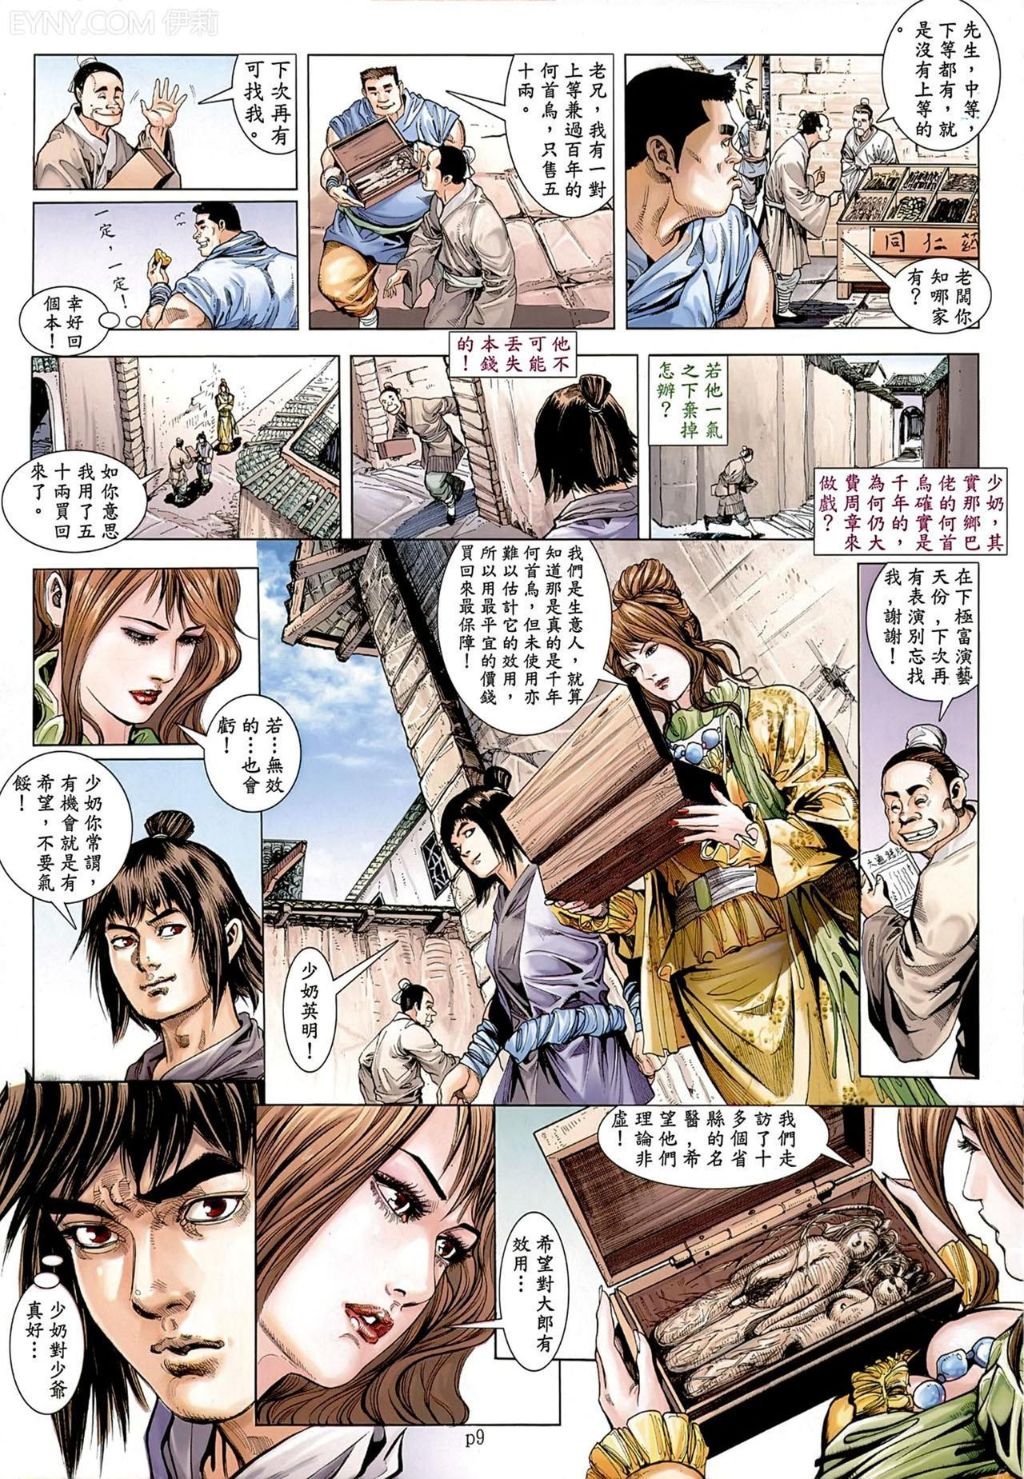 EYNY.COM 伊莉
先生，中等，
下等都有，就
是沒有上等的
。
同仁葯
老闆你
知哪家
有？
老兄，我有一對
上等兼過百年的
何首烏，只售五
十兩。
下次再有
可找我。
一定，一定！
幸好回
個本！
少奶，其
實那鄉巴
佬的何首
烏確實是
千年的，
為何仍大
費周章來
做戲？
若他一氣
之下棄掉
怎辦？
他不
可能
丟失
本錢
的！
如你意思
我用了五
十兩買回
來了。
在下極富演藝
天份，下次再
有表演別忘找
我，謝謝！
我們是生意人，就算
知道那是真的是千年
何首烏，但未使用亦
難以估計它的效用，
所以用最平宜的價錢
買回來最保障！
若…無效
的…也會
虧！
少奶你常謂，
有機會就是有
希望，不要氣
餒！
少奶英明！
我們走
訪了十
多個省
縣的名
醫，希
望他們
理論非
虛！
希望對大郎有
效用…
少奶對少爺
真好…
p9